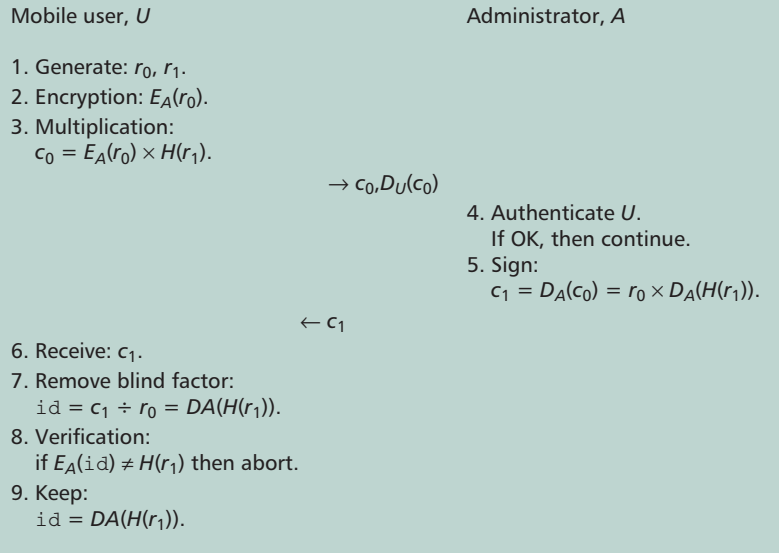 Mobile user, U
Administrator, A
1. Generate: r0, r1.
2. Encryption: EA(r0).
3. Multiplication:
c0 = EA(r0) × H(r1).
→ c0,DU(c0)
4. Authenticate U.
If OK, then continue.
5. Sign:
c1 = DA(c0) = r0 × DA(H(r1)).
← c1
6. Receive: c1.
7. Remove blind factor:
id = c1 ÷ r0 = DA(H(r1)).
8. Verification:
if EA(id) ≠ H(r1) then abort.
9. Keep:
id = DA(H(r1)).